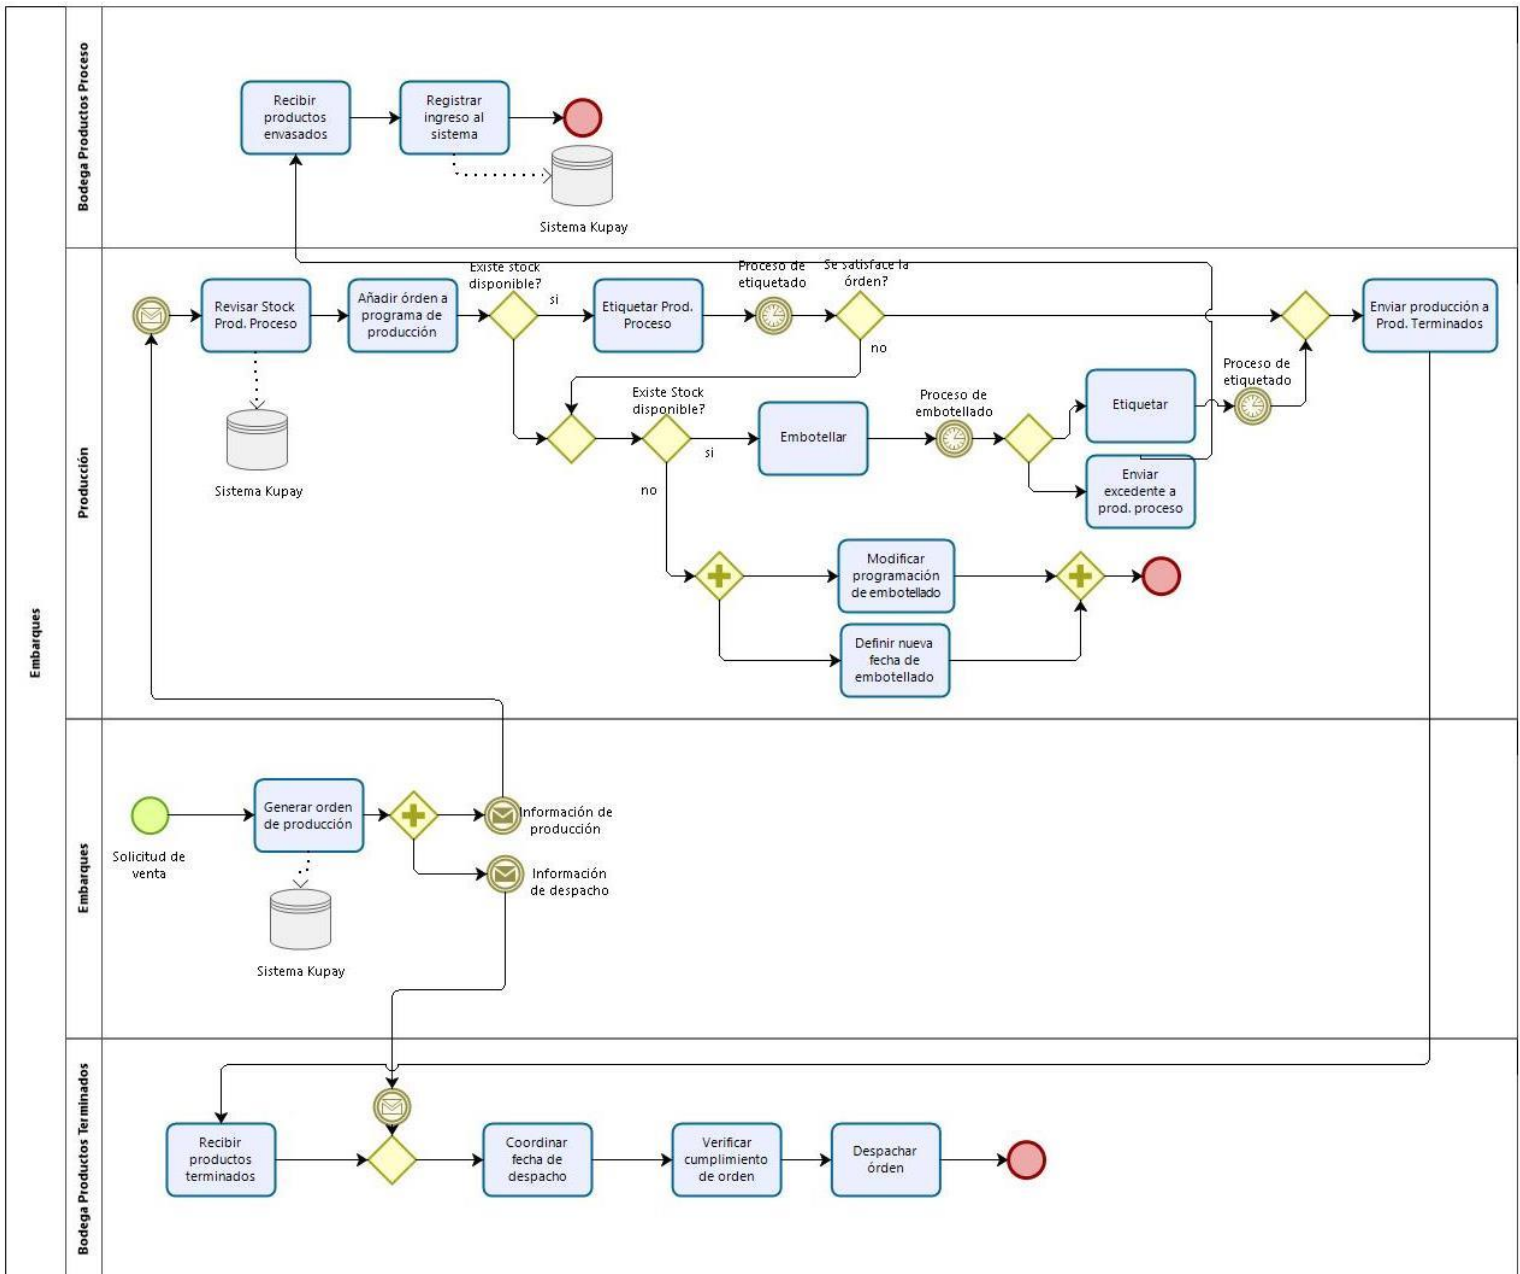 Embarques
Bodega Productos Proceso
Recibir
productos
envasados
Registrar
ingreso al
sistema
Sistema Kupay
Producción
Revisar Stock
Prod. Proceso
Sistema Kupay
Añadir órden a
programa de
producción
Existe stock
disponible?
si
Etiquetar Prod.
Proceso
Proceso de
etiquetado
Se satisface la
órden?
no
Enviar producción a
Prod. Terminados
Existe Stock
disponible?
si
no
Embotellar
Proceso de
embotellado
Etiquetar
Proceso de
etiquetado
Enviar
excedente a
prod. proceso
Modificar
programación
de embotellado
Definir nueva
fecha de
embotellado
Embarques
Solicitud de
venta
Generar orden
de producción
Sistema Kupay
Información de
producción
Información
de despacho
Bodega Productos Terminados
Recibir
productos
terminados
Coordinar
fecha de
despacho
Verificar
cumplimiento
de orden
Despachar
órden